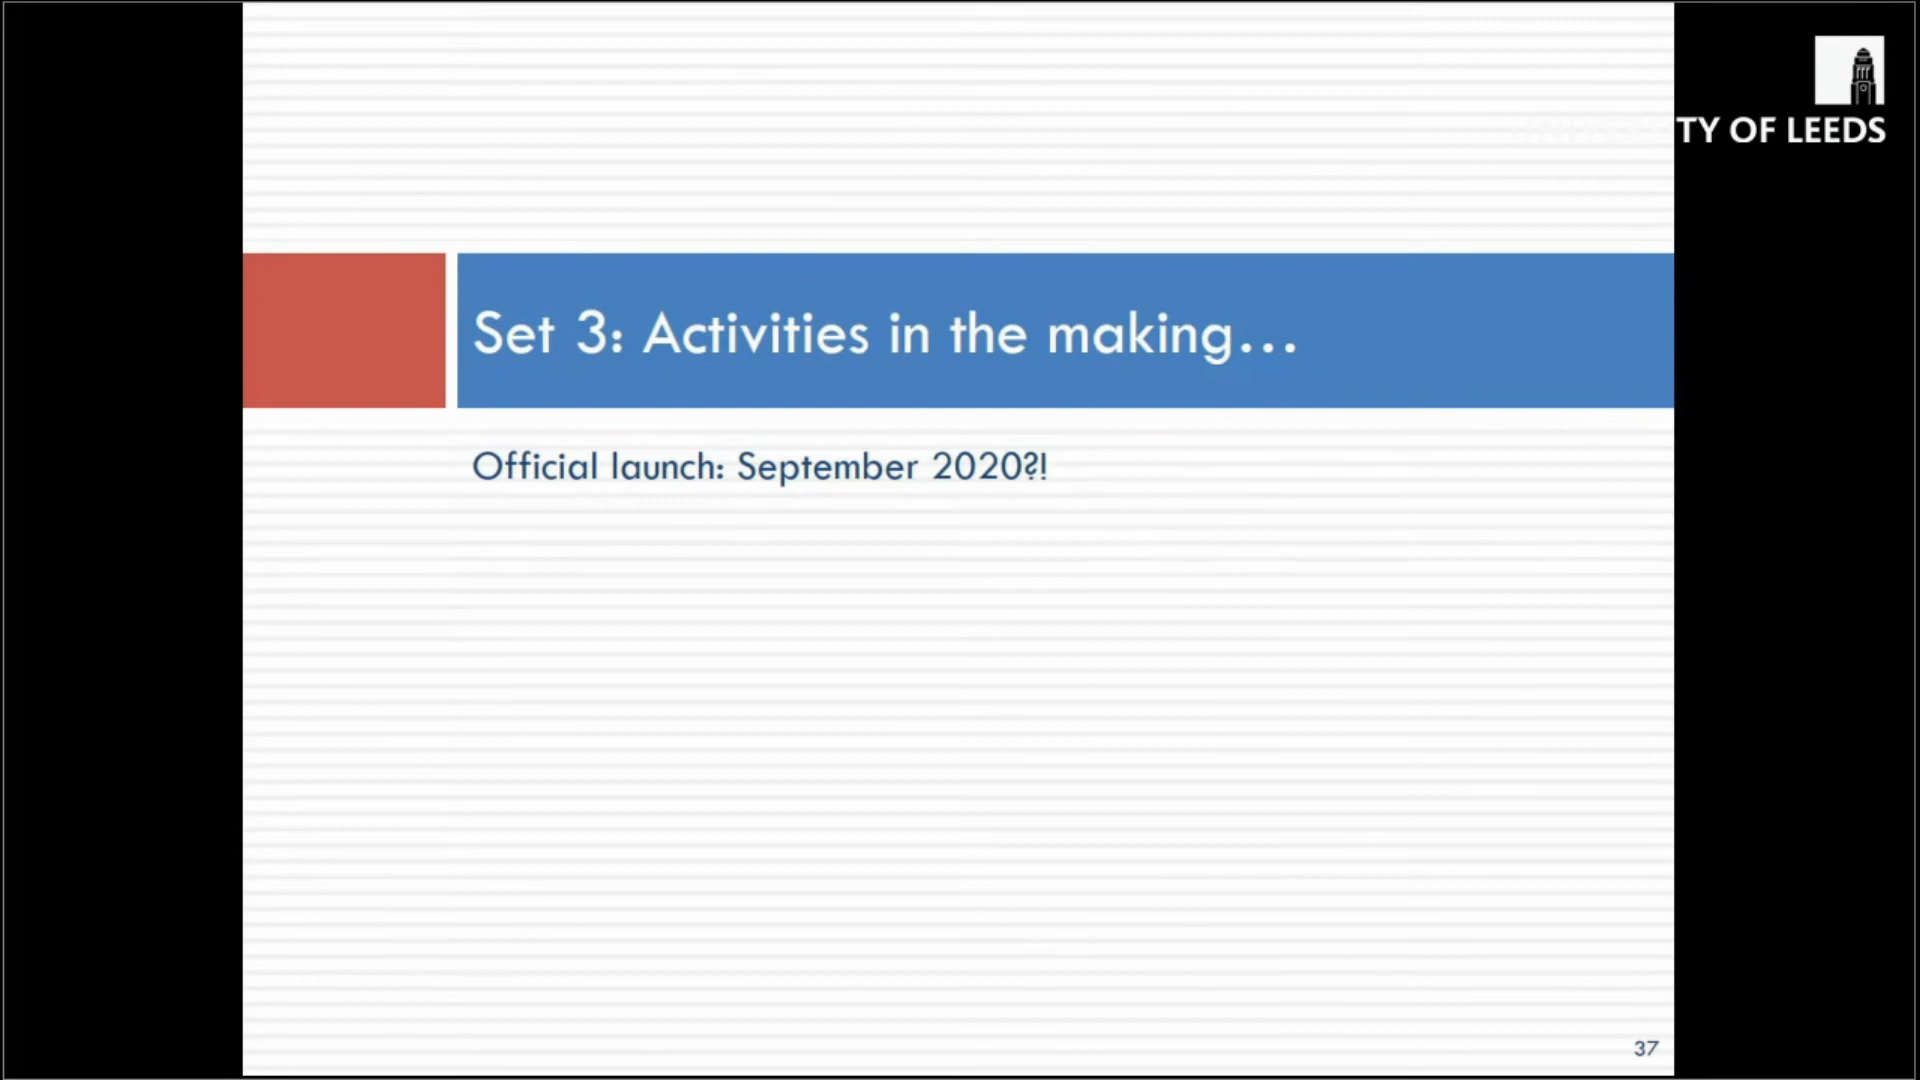 TY OF LEEDS
Set 3: Activities in the making...
Official launch: September 2020?!
37